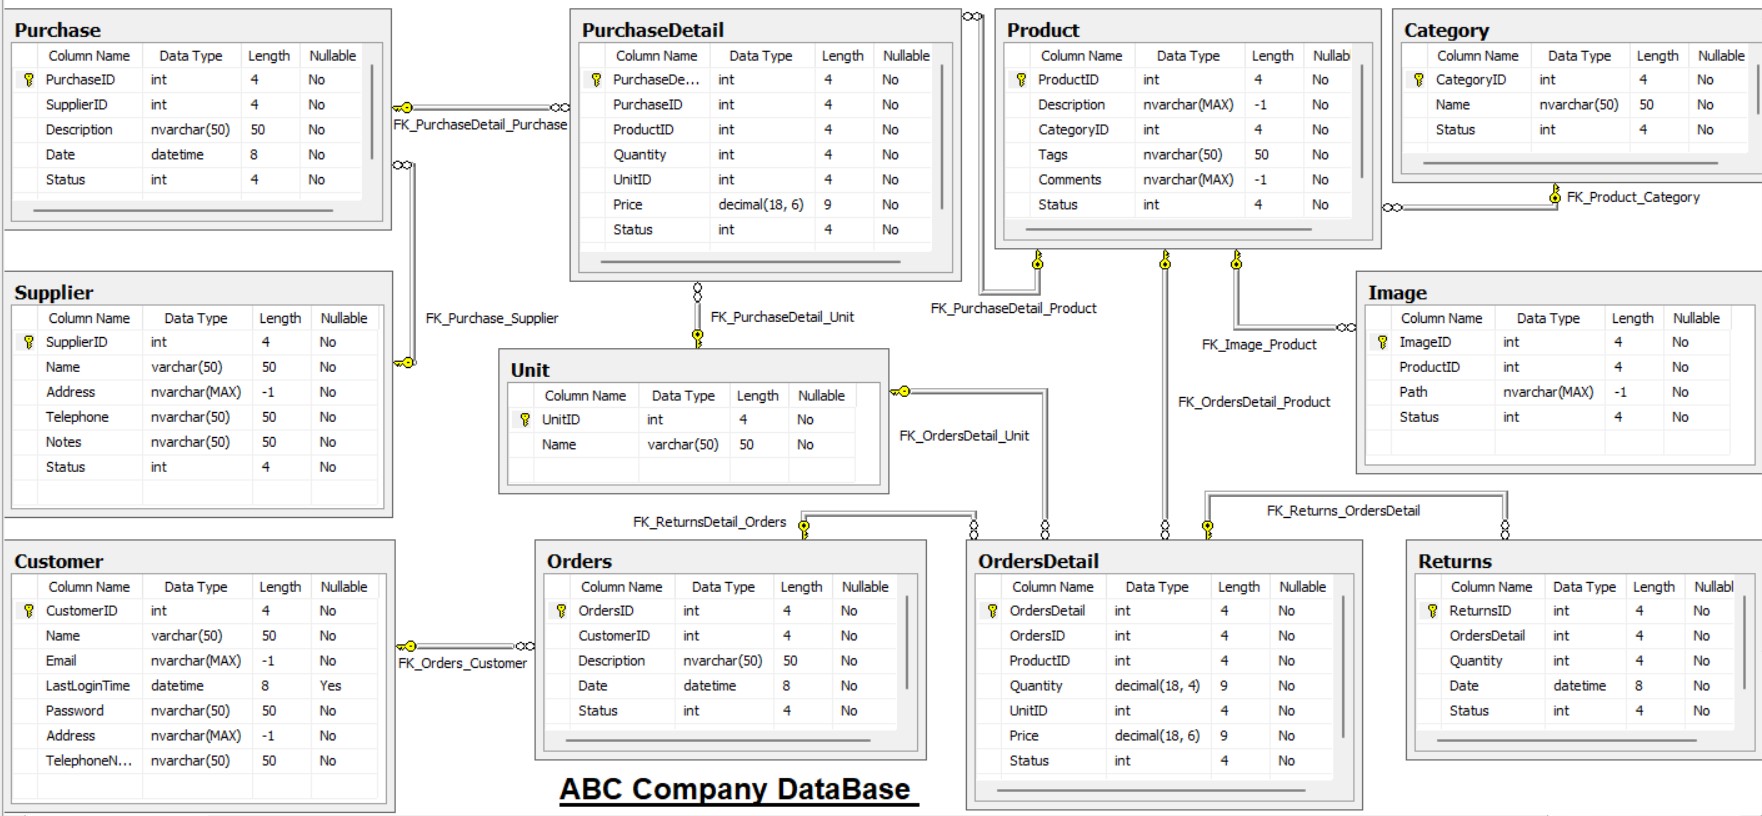 Purchase
Column Name Data Type Length Nullable
PurchaseID int 4 No
SupplierID int 4 No
Description nvarchar(50) 50 No
Date datetime 8 No
Status int 4 No
FK_PurchaseDetail_Purchase
PurchaseDetail
Column Name Data Type Length Nullable
PurchaseDe... int 4 No
PurchaseID int 4 No
ProductID int 4 No
Quantity int 4 No
UnitID int 4 No
Price decimal(18, 6) 9 No
Status int 4 No
Product
Column Name Data Type Length Nullab
ProductID int 4 No
Description nvarchar(MAX) -1 No
CategoryID int 4 No
Tags nvarchar(50) 50 No
Comments nvarchar(MAX) -1 No
Status int 4 No
Category
Column Name Data Type Length Nullable
CategoryID int 4 No
Name nvarchar(50) 50 No
Status int 4 No
FK_Product_Category
Supplier
Column Name Data Type Length Nullable
SupplierID int 4 No
Name varchar(50) 50 No
Address nvarchar(MAX) -1 No
Telephone nvarchar(50) 50 No
Notes nvarchar(50) 50 No
Status int 4 No
FK_Purchase_Supplier
FK_PurchaseDetail_Unit
FK_PurchaseDetail_Product
Unit
Column Name Data Type Length Nullable
UnitID int 4 No
Name varchar(50) 50 No
FK_OrdersDetail_Unit
FK_Image_Product
FK_OrdersDetail_Product
Image
Column Name Data Type Length Nullable
ImageID int 4 No
ProductID int 4 No
Path nvarchar(MAX) -1 No
Status int 4 No
FK_ReturnsDetail_Orders
FK_Returns_OrdersDetail
Customer
Column Name Data Type Length Nullable
CustomerID int 4 No
Name varchar(50) 50 No
Email nvarchar(MAX) -1 No
LastLoginTime datetime 8 Yes
Password nvarchar(50) 50 No
Address nvarchar(MAX) -1 No
TelephoneN... nvarchar(50) 50 No
FK_Orders_Customer
Orders
Column Name Data Type Length Nullable
OrdersID int 4 No
CustomerID int 4 No
Description nvarchar(50) 50 No
Date datetime 8 No
Status int 4 No
OrdersDetail
Column Name Data Type Length Nullable
OrdersDetail int 4 No
OrdersID int 4 No
ProductID int 4 No
Quantity decimal(18, 4) 9 No
UnitID int 4 No
Price decimal(18, 6) 9 No
Status int 4 No
Returns
Column Name Data Type Length Nullabl
ReturnsID int 4 No
OrdersDetail int 4 No
Quantity int 4 No
Date datetime 8 No
Status int 4 No
ABC Company DataBase